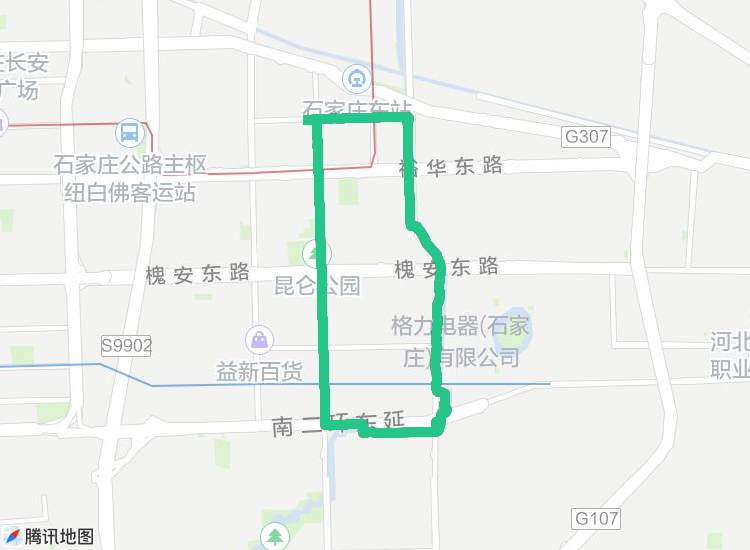 庄长安
广场
石家庄东站
G307
石家庄公路主枢
纽白佛客运站
裕华东路
槐安东路
槐安东路
昆仑公园
格力电器(石家
庄)有限公司
S9902
益新百货
河北
职业
南二环东延
G107
腾讯地图